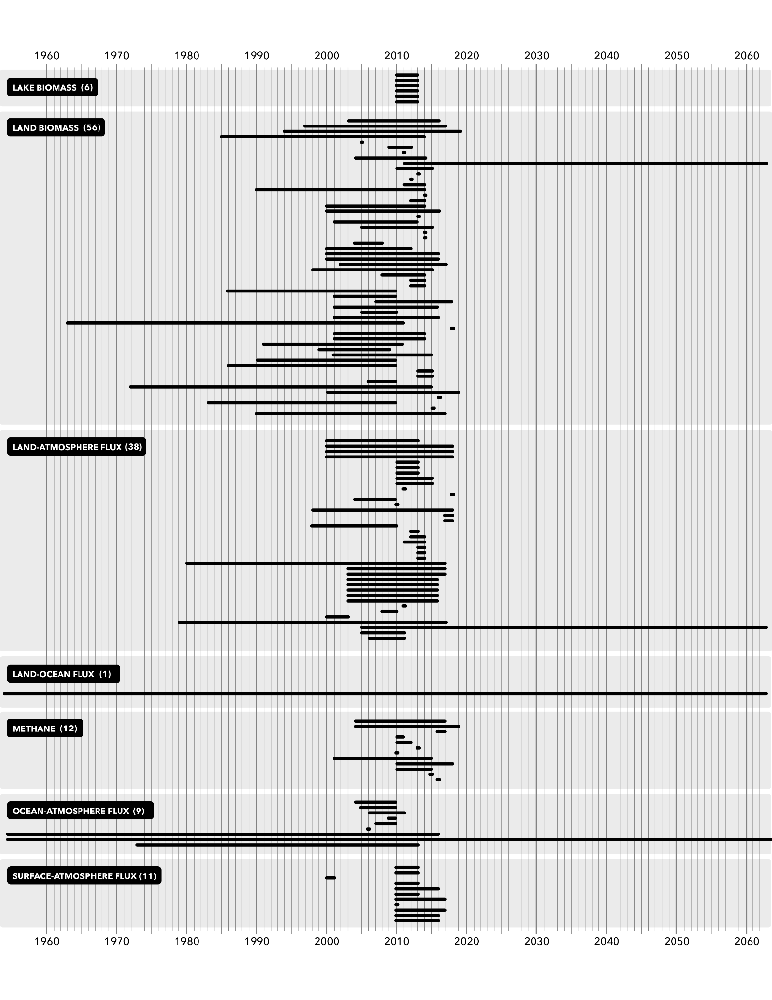 1960 1970 1980 1990 2000 2010 2020 2030 2040 2050 2060
LAKE BIOMASS (6)
LAND BIOMASS (56)
LAND-ATMOSPHERE FLUX (38)
LAND-OCEAN FLUX (1)
METHANE (12)
OCEAN-ATMOSPHERE FLUX (9)
SURFACE-ATMOSPHERE FLUX (11)
1960 1970 1980 1990 2000 2010 2020 2030 2040 2050 2060